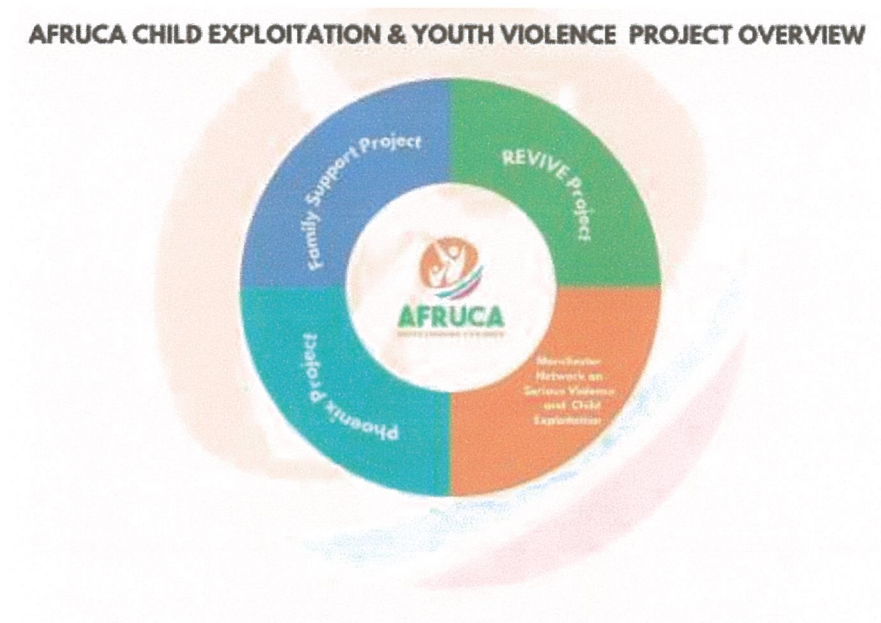 AFRUCA CHILD EXPLOITATION & YOUTH VIOLENCE PROJECT OVERVIEW
Family Support Project
REVIVE Project
AFRUCA
Manchester
Network on
Serious Violence
and Child
Exploitation
Phoenix Project